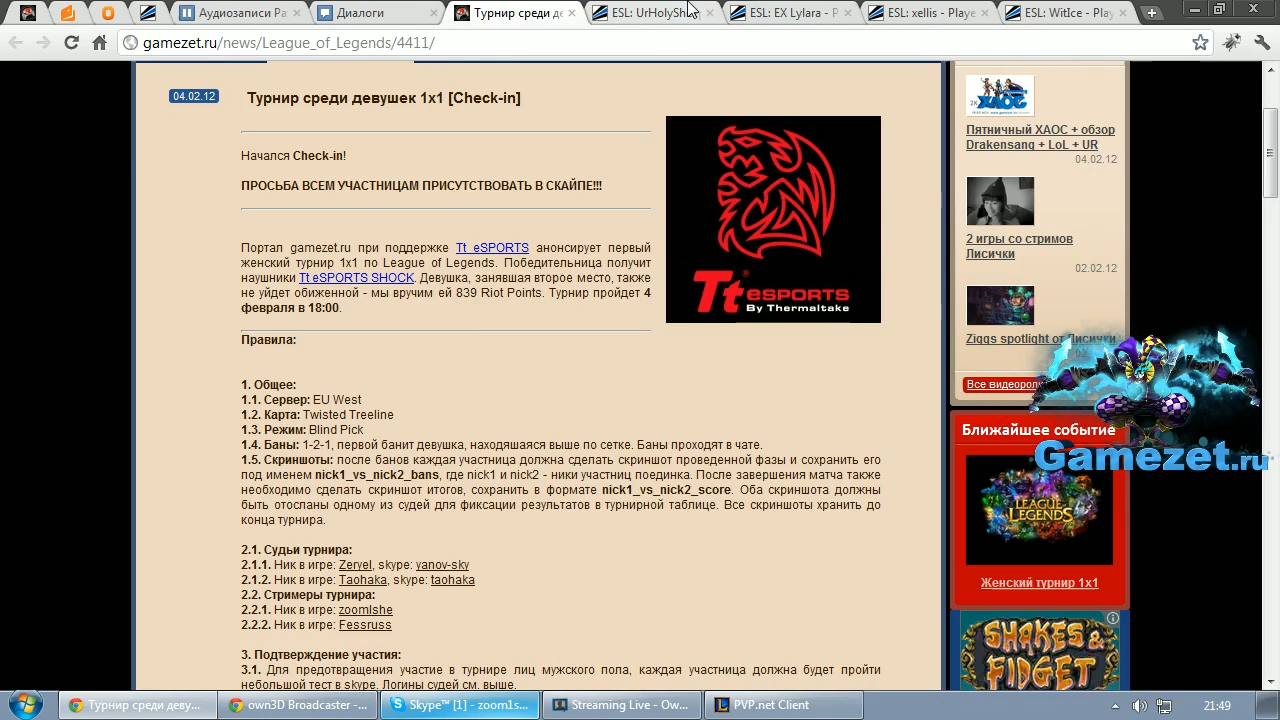 Аудиозаписи Ра
Диалоги
Турнир среди де
ESL: UrHolySh
ESL: EX Lylara - P
ESL: xellis - Playe
ESL: WitIce - Play
gamezet.ru/news/League_of_Legends/4411/
04.02.12
Турнир среди девушек 1x1 [Check-in]
Начался Check-in!
ПРОСЬБА ВСЕМ УЧАСТНИЦАМ ПРИСУТСТВОВАТЬ В СКАЙПЕ!!!
Портал gamezet.ru при поддержке Tt eSPORTS анонсирует первый
женский турнир 1x1 по League of Legends. Победительница получит
наушники Tt eSPORTS SHOCK. Девушка, занявшая второе место, также
не уйдет обиженной - мы вручим ей 839 Riot Points. Турнир пройдет 4
февраля в 18:00.
Tt eSPORTS
By Thermaltake
Правила:
1. Общее:
1.1. Сервер: EU West
1.2. Карта: Twisted Treeline
1.3. Режим: Blind Pick
1.4. Баны: 1-2-1, первой банит девушка, находяшаяся выше по сетке. Баны проходят в чате.
1.5. Скриншоты: после банов каждая участница должна сделать скриншот проведенной фазы и сохранить его
под именем nick1_vs_nick2_bans, где nick1 и nick2 - ники участниц поединка. После завершения матча также
необходимо сделать скриншот итогов, сохранить в формате nick1_vs_nick2_score. Оба скриншота должны
быть отосланы одному из судей для фиксации результатов в турнирной таблице. Все скриншоты хранить до
конца турнира.
2.1. Судьи турнира:
2.1.1. Ник в игре: Zeryel, skype: yanov-sky
2.1.2. Ник в игре: Taohaka, skype: taohaka
2.2. Стримеры турнира:
2.2.1. Ник в игре: zoomIshe
2.2.2. Ник в игре: Fessruss
3. Подтверждение участия:
3.1. Для предотвращения участие в турнире лиц мужского пола, каждая участница должна будет пройти
небольшой тест в skype. Логины судей см. выше.
ХАОС
Пятничный ХАОС + обзор
Drakensang + LoL + UR
04.02.12
2 игры со стримов
Лисички
02.02.12
Ziggs spotlight от Лисички
Все видеорол
Ближайшее событие
Gamezet.ru
LEAGUE of LEGENDS
Женский турнир 1x1
SHAKES &
FIDGET
Турнир среди деву...
own3D Broadcaster -...
Skype™ [1] - zoom1s...
Streaming Live - Ow...
PVP.net Client
21:49